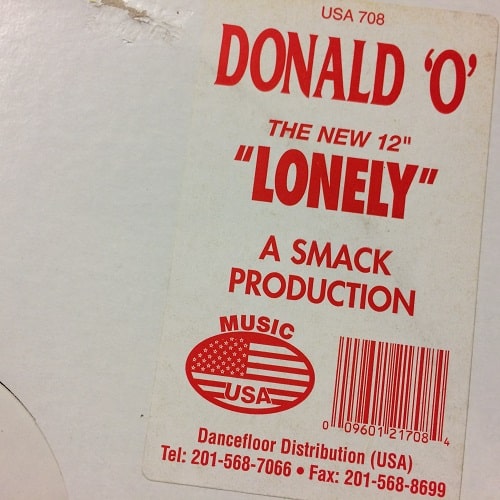 USA 708
DONALD 'O'
THE NEW 12"
"LONELY"
A SMACK
PRODUCTION
MUSIC
USA
0 09601 21708 4
Dancefloor Distribution (USA)
Tel: 201-568-7066 • Fax: 201-568-8699